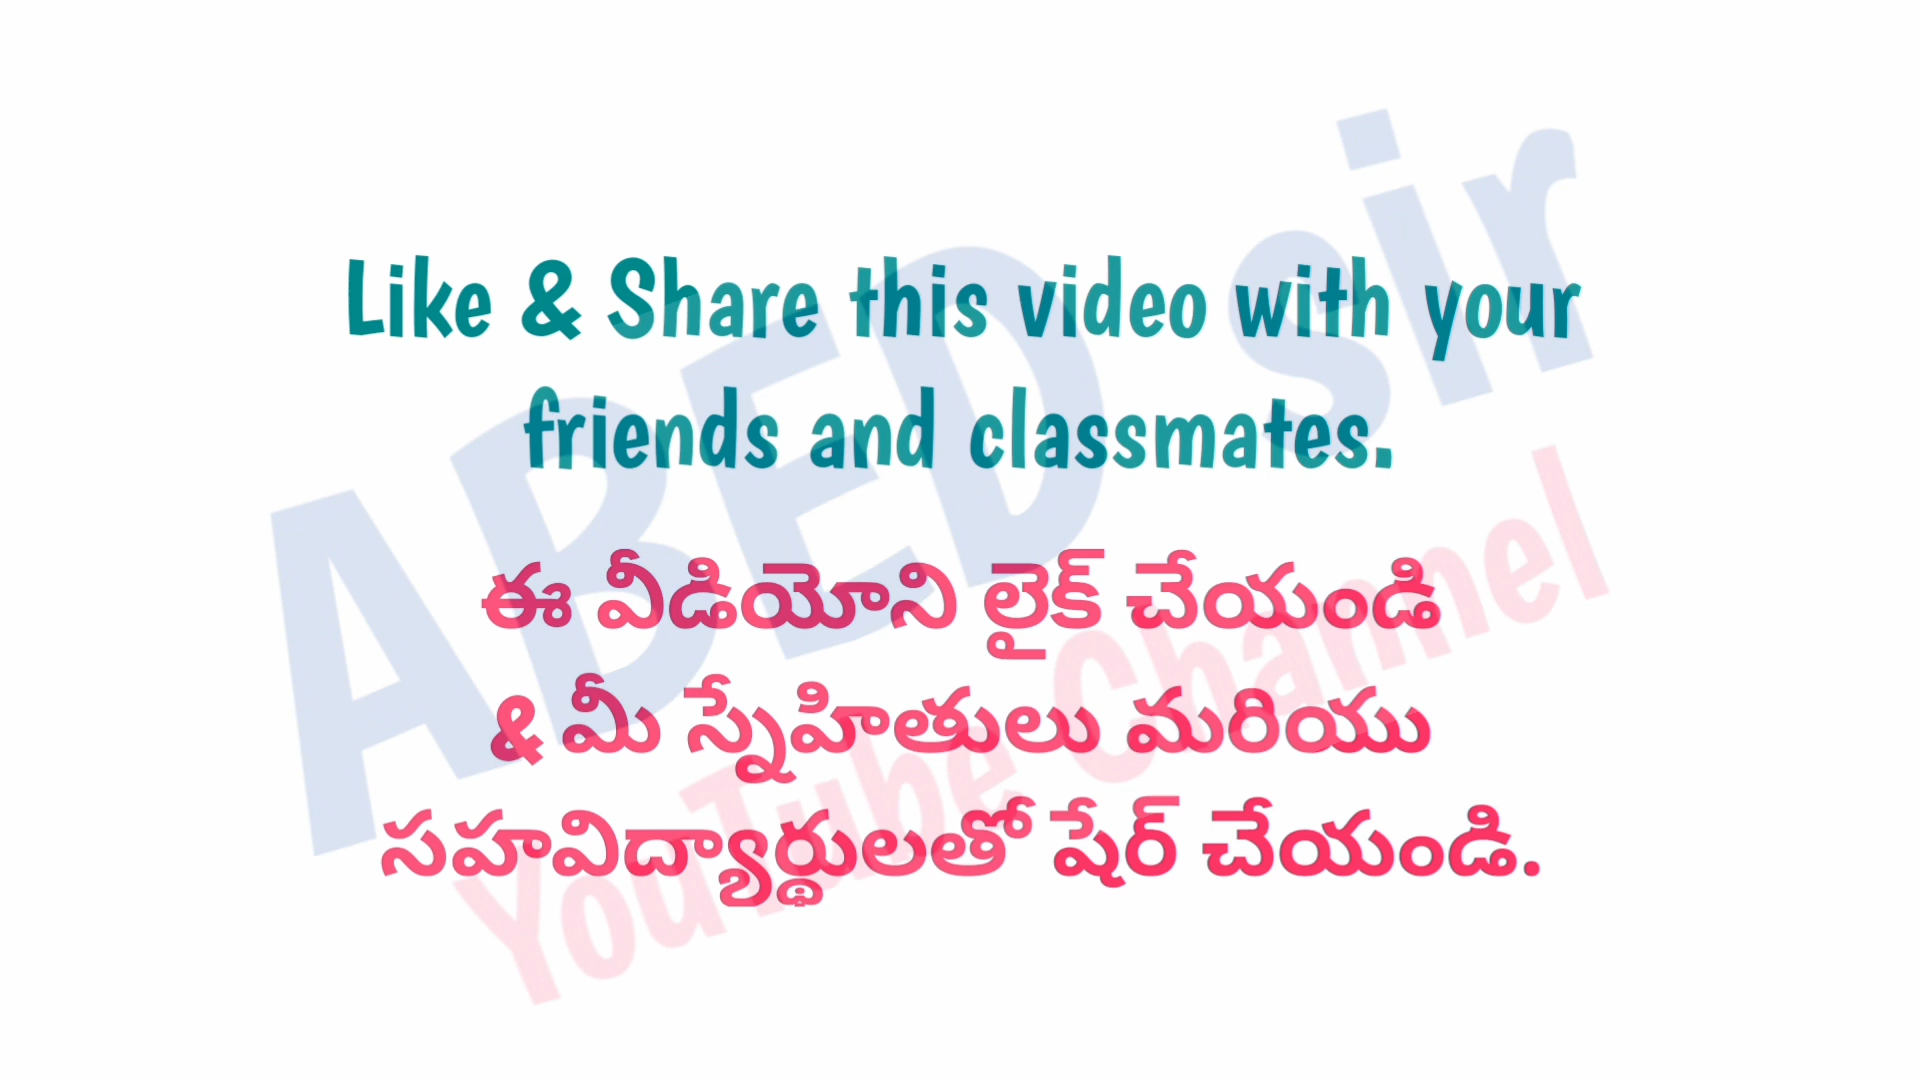 Like & Share this video with your
friends and classmates.
ఈ వీడియోని లైక్ చేయండి
& మీ స్నేహితులు మరియు
సహవిద్యార్థులతో షేర్ చేయండి.
ABED sir
YouTube Channel